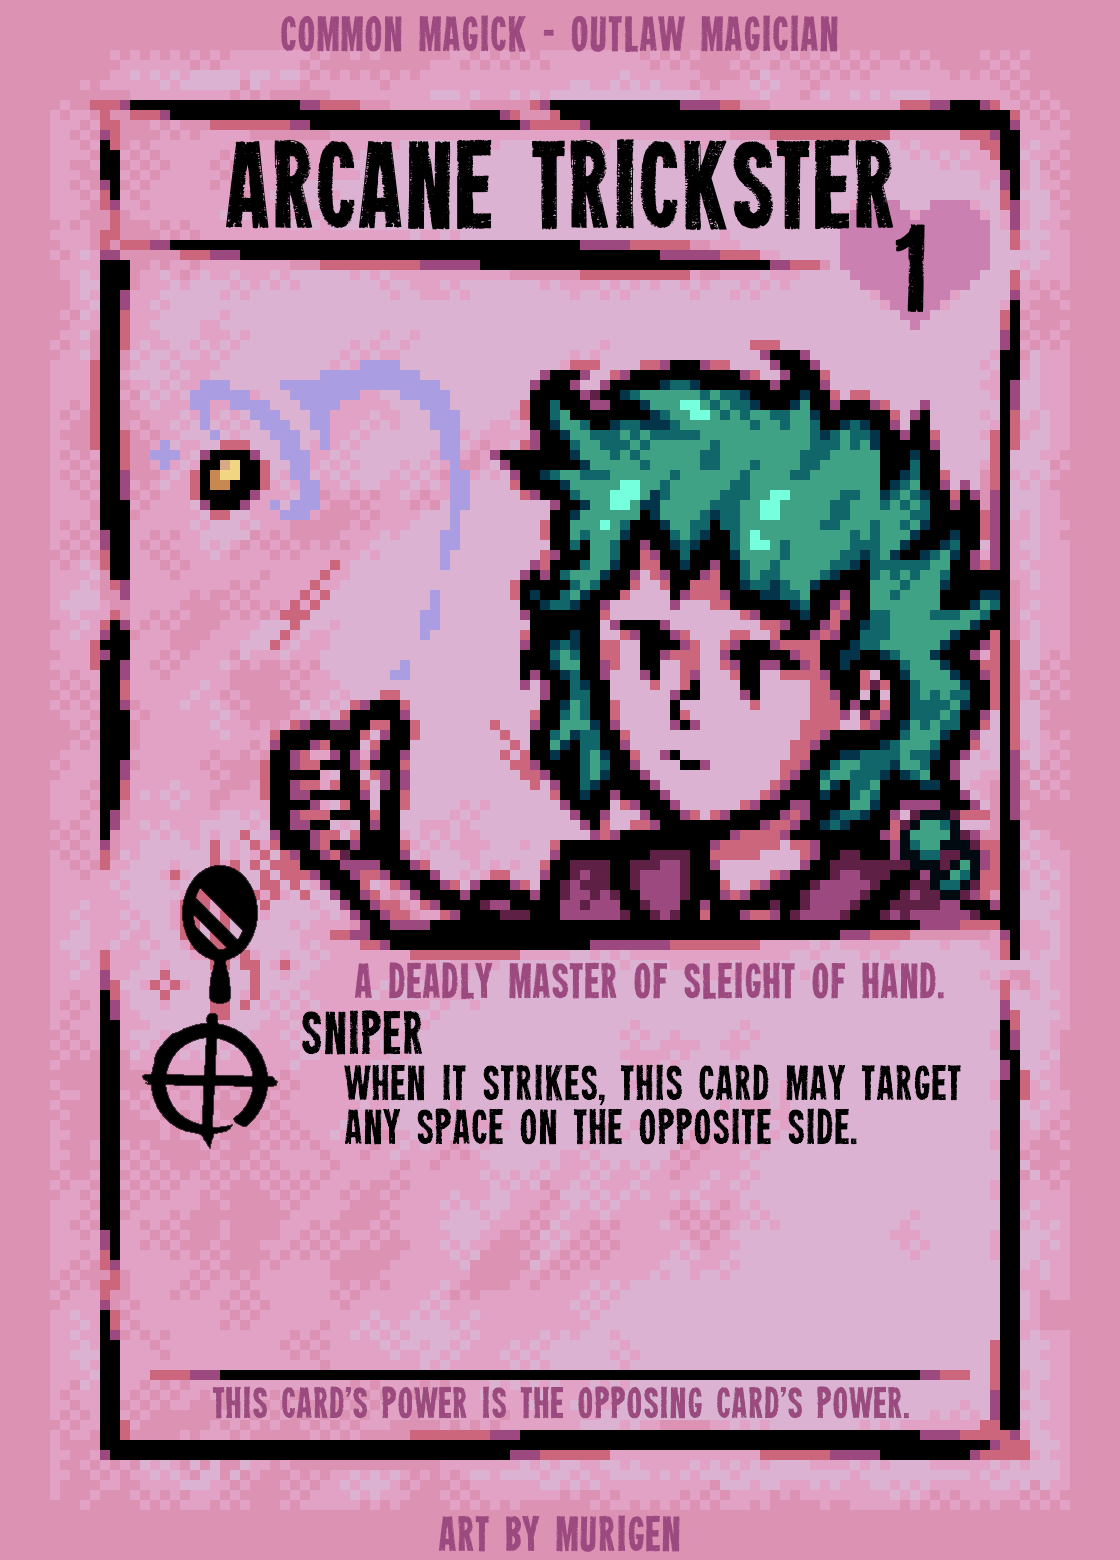 COMMON MAGICK - OUTLAW MAGICIAN
ARCANE TRICKSTER
1
A DEADLY MASTER OF SLEIGHT OF HAND.
SNIPER
WHEN IT STRIKES, THIS CARD MAY TARGET
ANY SPACE ON THE OPPOSITE SIDE.
THIS CARD'S POWER IS THE OPPOSING CARD'S POWER.
ART BY MURIGEN